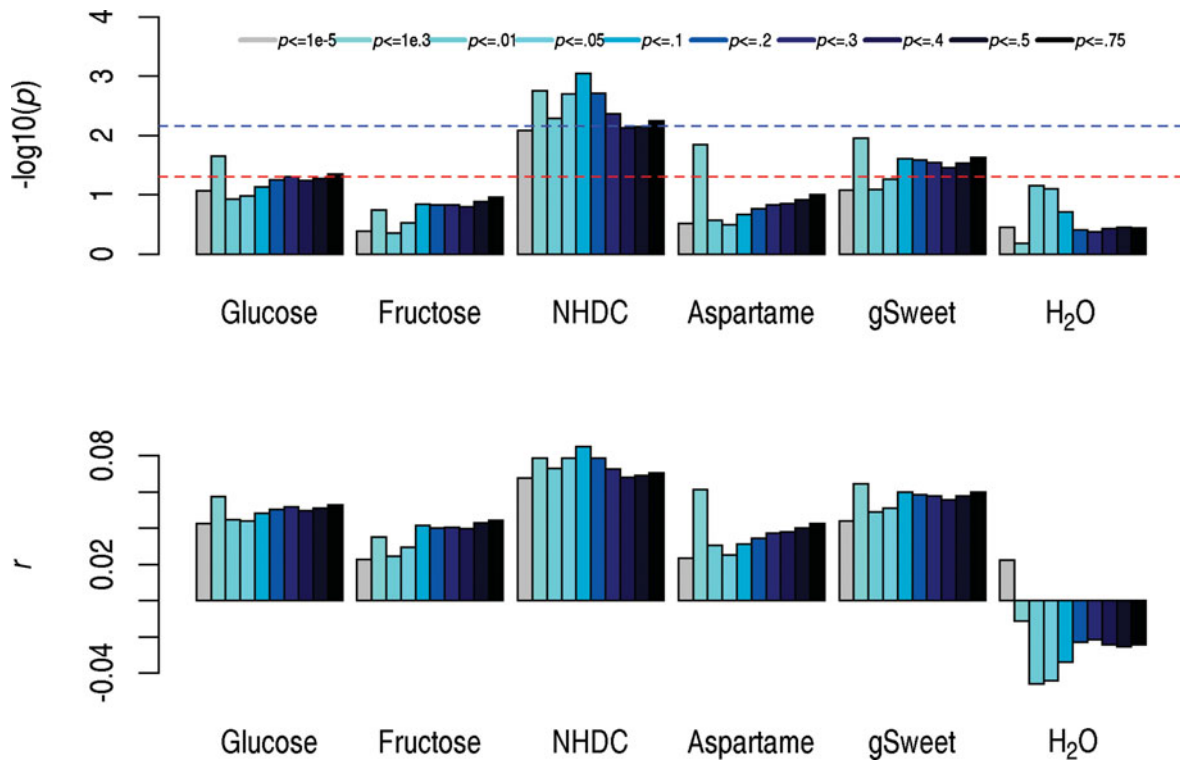 4
p<=1e-5 p<=1e.3 p<=.01 p<=.05 p<=.1 p<=.2 p<=.3 p<=.4 p<=.5 p<=.75
3
-log10(p)
2
1
0
Glucose Fructose NHDC Aspartame gSweet H₂O
0.08
r
0.02
-0.04
Glucose Fructose NHDC Aspartame gSweet H₂O